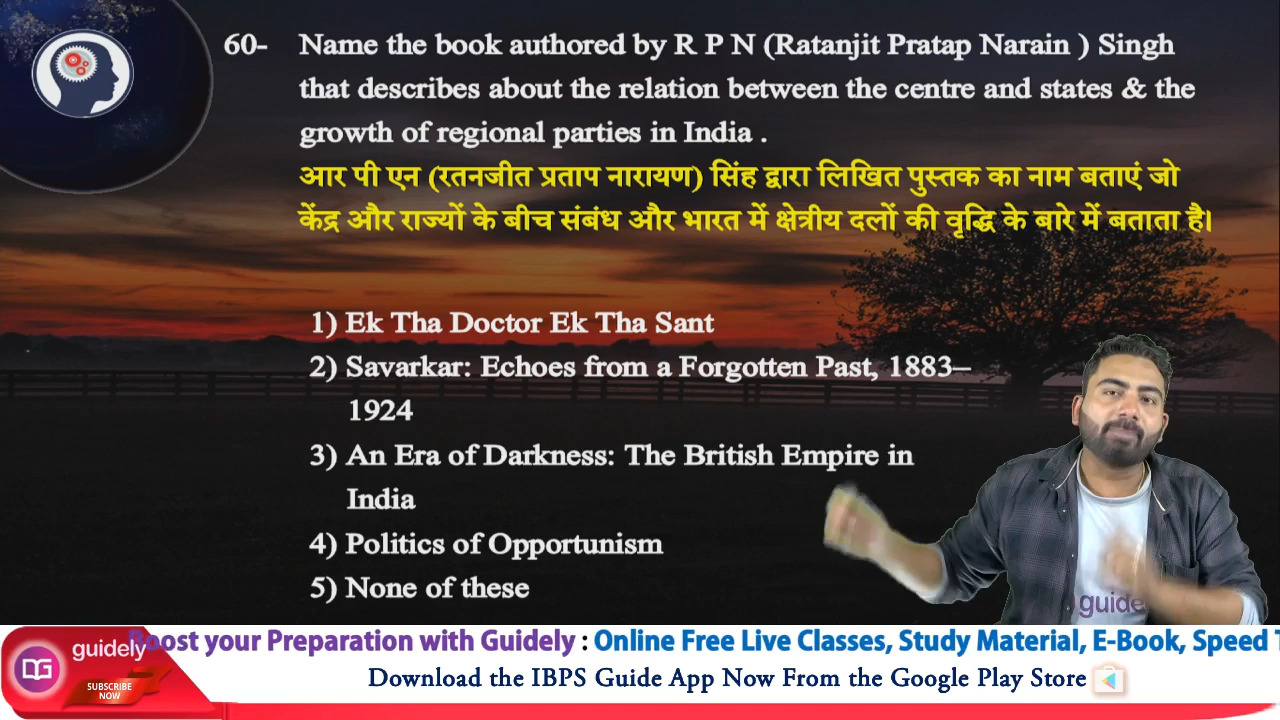 60- Name the book authored by R P N (Ratanjit Pratap Narain ) Singh
that describes about the relation between the centre and states & the
growth of regional parties in India .
आर पी एन (रतनजीत प्रताप नारायण) सिंह द्वारा लिखित पुस्तक का नाम बताएं जो
केंद्र और राज्यों के बीच संबंध और भारत में क्षेत्रीय दलों की वृद्धि के बारे में बताता है।
1) Ek Tha Doctor Ek Tha Sant
2) Savarkar: Echoes from a Forgotten Past, 1883–
1924
3) An Era of Darkness: The British Empire in
India
4) Politics of Opportunism
5) None of these
guide
guidely
SUBSCRIBE
NOW
Boost your Preparation with Guidely : Online Free Live Classes, Study Material, E-Book, Speed T
Download the IBPS Guide App Now From the Google Play Store